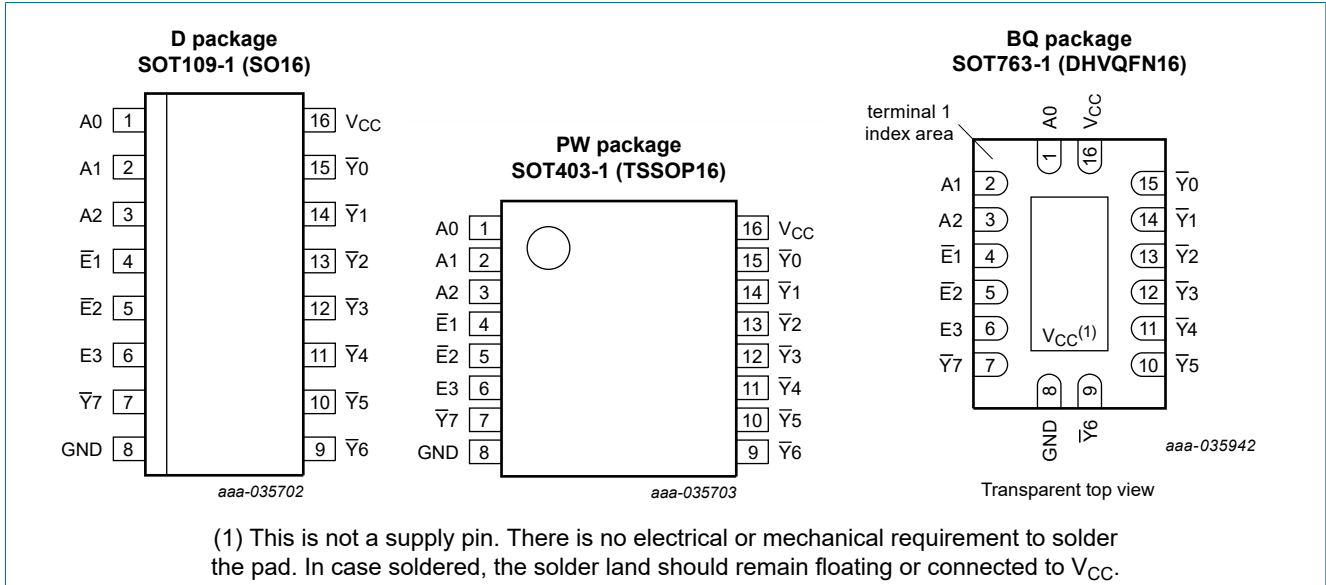 D package
SOT109-1 (SO16)
A0 1
A1 2
A2 3
E̅1 4
E̅2 5
E3 6
Y̅7 7
GND 8
16 VCC
15 Y̅0
14 Y̅1
13 Y̅2
12 Y̅3
11 Y̅4
10 Y̅5
9 Y̅6
aaa-035702
PW package
SOT403-1 (TSSOP16)
A0 1
A1 2
A2 3
E̅1 4
E̅2 5
E3 6
Y̅7 7
GND 8
16 VCC
15 Y̅0
14 Y̅1
13 Y̅2
12 Y̅3
11 Y̅4
10 Y̅5
9 Y̅6
aaa-035703
BQ package
SOT763-1 (DHVQFN16)
terminal 1
index area
A0 1
VCC 16
A1 2
A2 3
E̅1 4
E̅2 5
E3 6
Y̅7 7
15 Y̅0
14 Y̅1
13 Y̅2
12 Y̅3
11 Y̅4
10 Y̅5
VCC(1)
GND 8
Y̅6 9
aaa-035942
Transparent top view
(1) This is not a supply pin. There is no electrical or mechanical requirement to solder
the pad. In case soldered, the solder land should remain floating or connected to VCC.